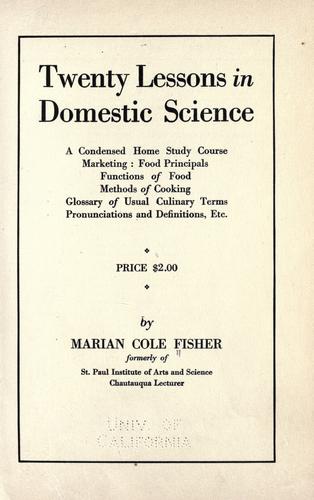 Twenty Lessons in
Domestic Science
A Condensed Home Study Course
Marketing : Food Principals
Functions of Food
Methods of Cooking
Glossary of Usual Culinary Terms
Pronunciations and Definitions, Etc.
PRICE $2.00
by
MARIAN COLE FISHER
formerly of
St. Paul Institute of Arts and Science
Chautauqua Lecturer
UNIV. OF
CALIFORNIA